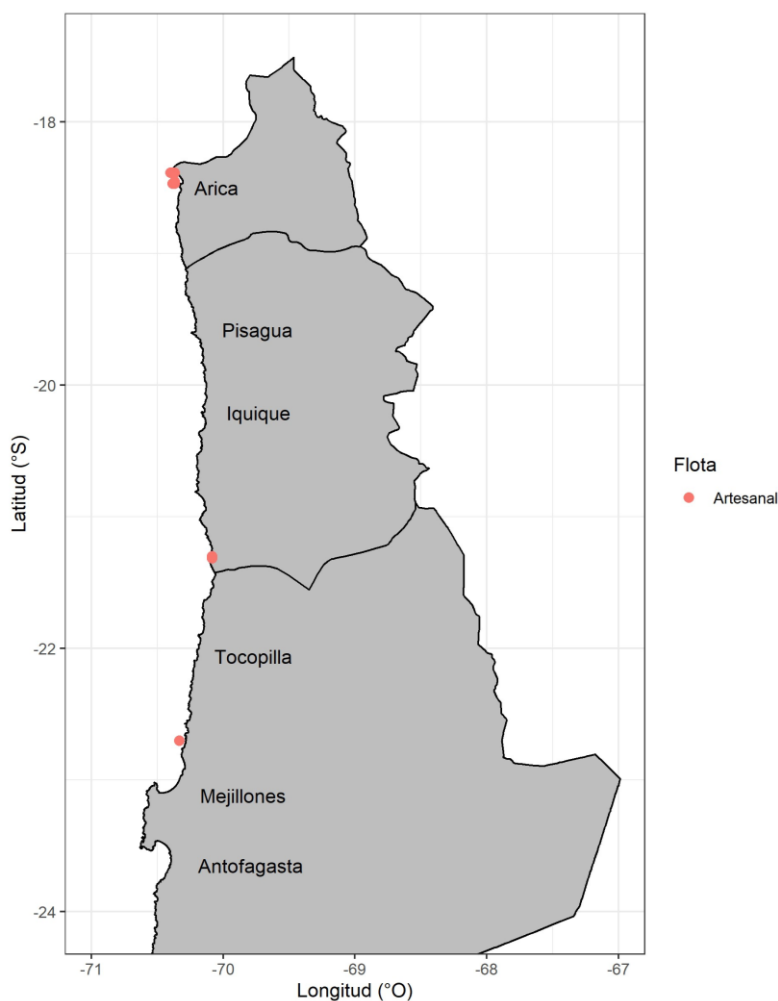 -18
Arica
Pisagua
-20
Iquique
Latitud (°S)
Flota
Artesanal
-22
Tocopilla
Mejillones
Antofagasta
-24
-71
-70
-69
-68
-67
Longitud (°O)